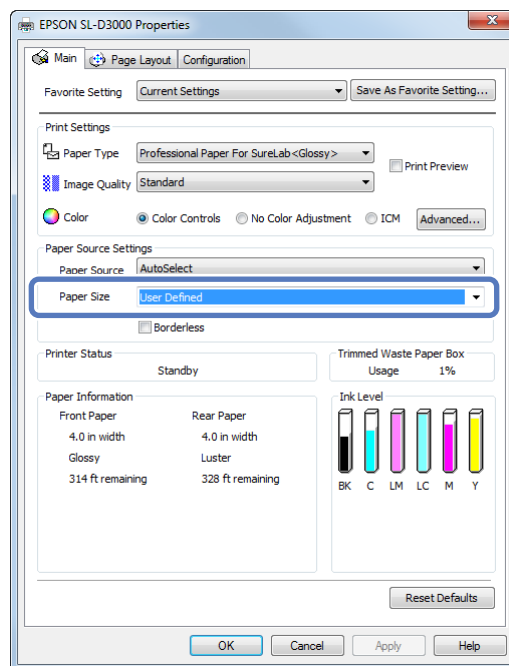 EPSON SL-D3000 Properties
Main Page Layout Configuration
Favorite Setting Current Settings Save As Favorite Setting...
Print Settings
Paper Type Professional Paper For SureLab<Glossy>
Print Preview
Image Quality Standard
Color Color Controls No Color Adjustment ICM Advanced...
Paper Source Settings
Paper Source AutoSelect
Paper Size User Defined
Borderless
Printer Status
Standby
Trimmed Waste Paper Box
Usage 1%
Paper Information
Front Paper Rear Paper
4.0 in width 4.0 in width
Glossy Luster
314 ft remaining 328 ft remaining
Ink Level
BK C LM LC M Y
Reset Defaults
OK Cancel Apply Help